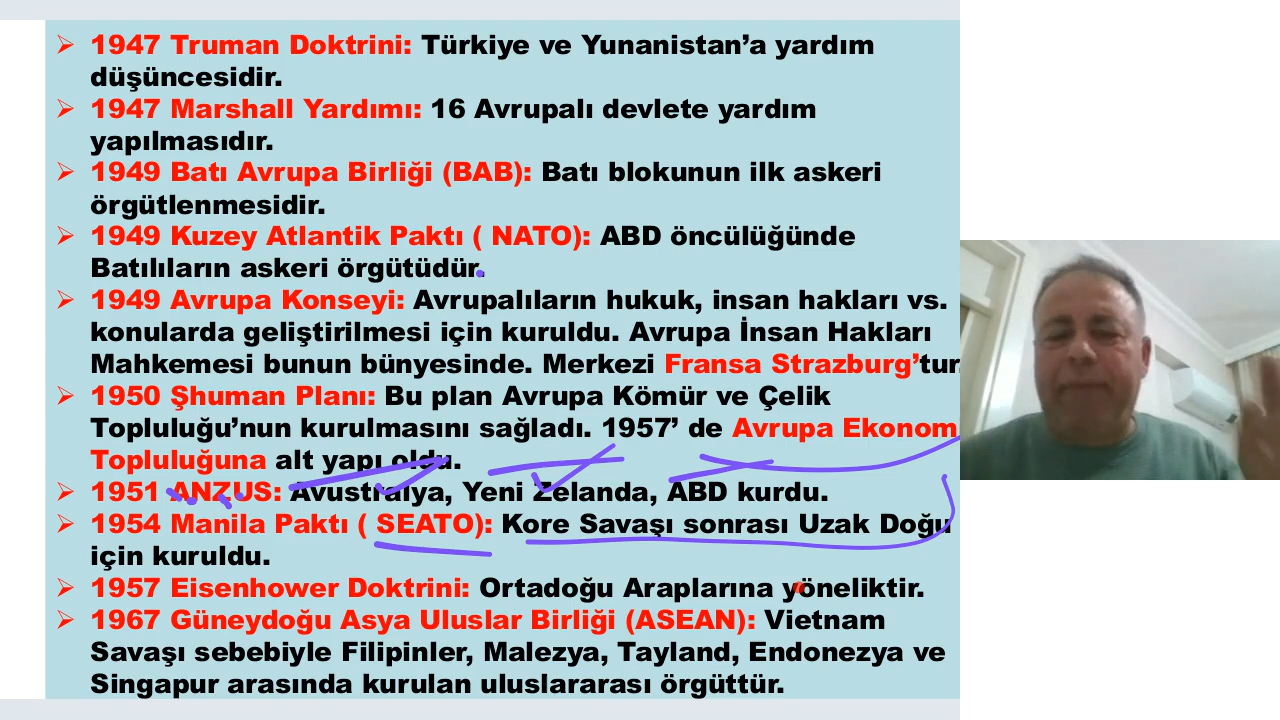 ➢ 1947 Truman Doktrini: Türkiye ve Yunanistan’a yardım
düşüncesidir.
➢ 1947 Marshall Yardımı: 16 Avrupalı devlete yardım
yapılmasıdır.
➢ 1949 Batı Avrupa Birliği (BAB): Batı blokunun ilk askeri
örgütlenmesidir.
➢ 1949 Kuzey Atlantik Paktı ( NATO): ABD öncülüğünde
Batılıların askeri örgütüdür.
➢ 1949 Avrupa Konseyi: Avrupalıların hukuk, insan hakları vs.
konularda geliştirilmesi için kuruldu. Avrupa İnsan Hakları
Mahkemesi bunun bünyesinde. Merkezi Fransa Strazburg’tur
➢ 1950 Şhuman Planı: Bu plan Avrupa Kömür ve Çelik
Topluluğu’nun kurulmasını sağladı. 1957’ de Avrupa Ekonom
Topluluğuna alt yapı oldu.
➢ 1951 ANZUS: Avustralya, Yeni Zelanda, ABD kurdu.
➢ 1954 Manila Paktı ( SEATO): Kore Savaşı sonrası Uzak Doğu
için kuruldu.
➢ 1957 Eisenhower Doktrini: Ortadoğu Araplarına yöneliktir.
➢ 1967 Güneydoğu Asya Uluslar Birliği (ASEAN): Vietnam
Savaşı sebebiyle Filipinler, Malezya, Tayland, Endonezya ve
Singapur arasında kurulan uluslararası örgüttür.